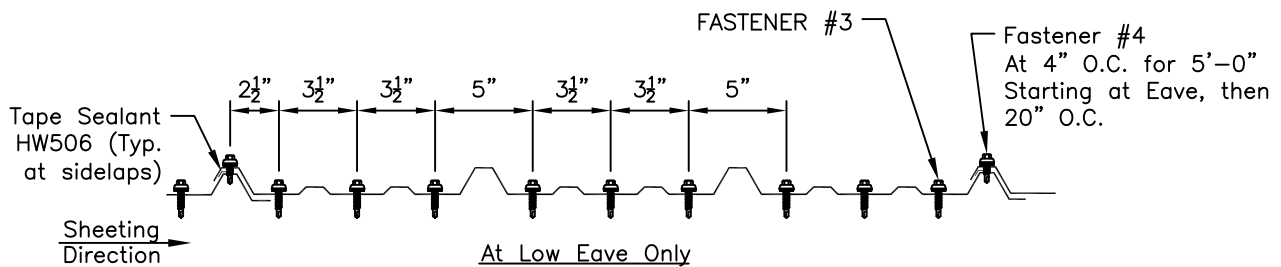 FASTENER #3
Fastener #4
At 4" O.C. for 5'-0"
Starting at Eave, then
20" O.C.
2½" 3½" 3½" 5" 3½" 3½" 5"
Tape Sealant
HW506 (Typ.
at sidelaps)
Sheeting
Direction
At Low Eave Only